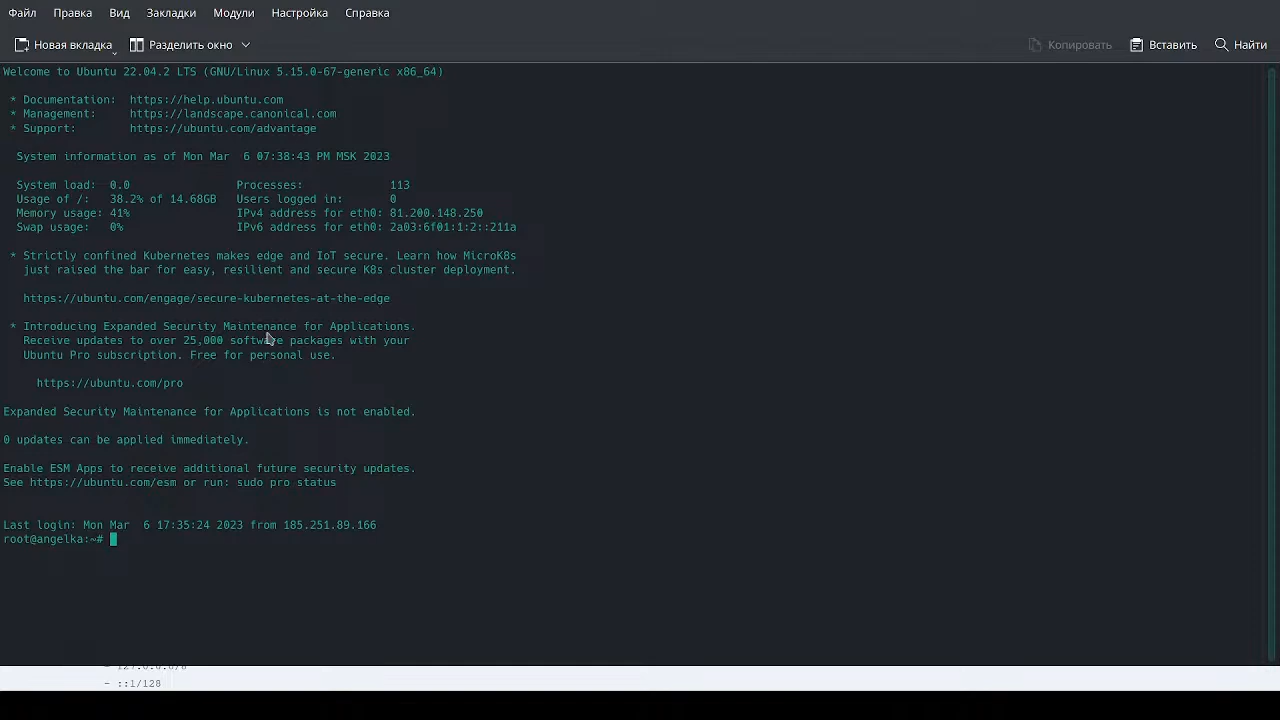 Файл Правка Вид Закладки Модули Настройка Справка
Новая вкладка Разделить окно Копировать Вставить Найти
Welcome to Ubuntu 22.04.2 LTS (GNU/Linux 5.15.0-67-generic x86_64)
* Documentation: https://help.ubuntu.com
* Management: https://landscape.canonical.com
* Support: https://ubuntu.com/advantage
System information as of Mon Mar 6 07:38:43 PM MSK 2023
System load: 0.0 Processes: 113
Usage of /: 38.2% of 14.68GB Users logged in: 0
Memory usage: 41% IPv4 address for eth0: 81.200.148.250
Swap usage: 0% IPv6 address for eth0: 2a03:6f01:1:2::211a
* Strictly confined Kubernetes makes edge and IoT secure. Learn how MicroK8s
just raised the bar for easy, resilient and secure K8s cluster deployment.
https://ubuntu.com/engage/secure-kubernetes-at-the-edge
* Introducing Expanded Security Maintenance for Applications.
Receive updates to over 25,000 software packages with your
Ubuntu Pro subscription. Free for personal use.
https://ubuntu.com/pro
Expanded Security Maintenance for Applications is not enabled.
0 updates can be applied immediately.
Enable ESM Apps to receive additional future security updates.
See https://ubuntu.com/esm or run: sudo pro status
Last login: Mon Mar 6 17:35:24 2023 from 185.251.89.166
root@angelka:~#
- ::1/128